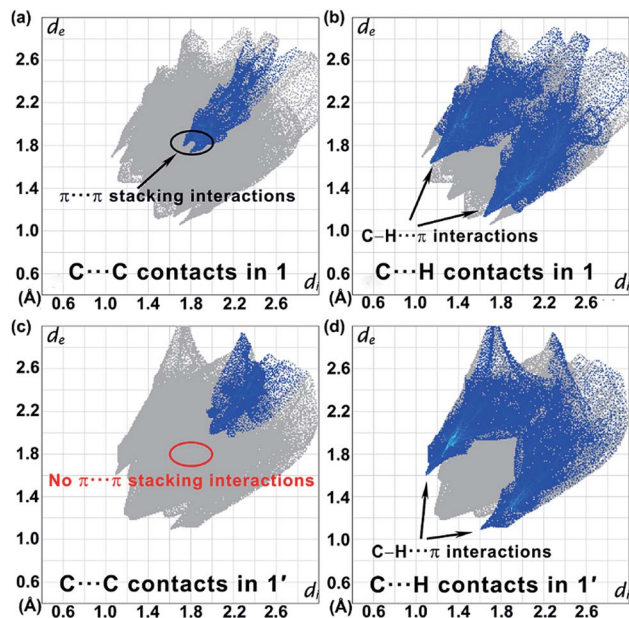 (a)
dₑ
2.6
2.2
1.8
1.4
1.0
0.6
(Å)
π···π stacking interactions
C···C contacts in 1
dᵢ
0.6 1.0 1.4 1.8 2.2 2.6
(b)
dₑ
2.6
2.2
1.8
1.4
1.0
0.6
(Å)
C–H···π interactions
C···H contacts in 1
dᵢ
0.6 1.0 1.4 1.8 2.2 2.6
(c)
dₑ
2.6
2.2
1.8
1.4
1.0
0.6
(Å)
No π···π stacking interactions
C···C contacts in 1′
dᵢ
0.6 1.0 1.4 1.8 2.2 2.6
(d)
dₑ
2.6
2.2
1.8
1.4
1.0
0.6
(Å)
C–H···π interactions
C···H contacts in 1′
dᵢ
0.6 1.0 1.4 1.8 2.2 2.6